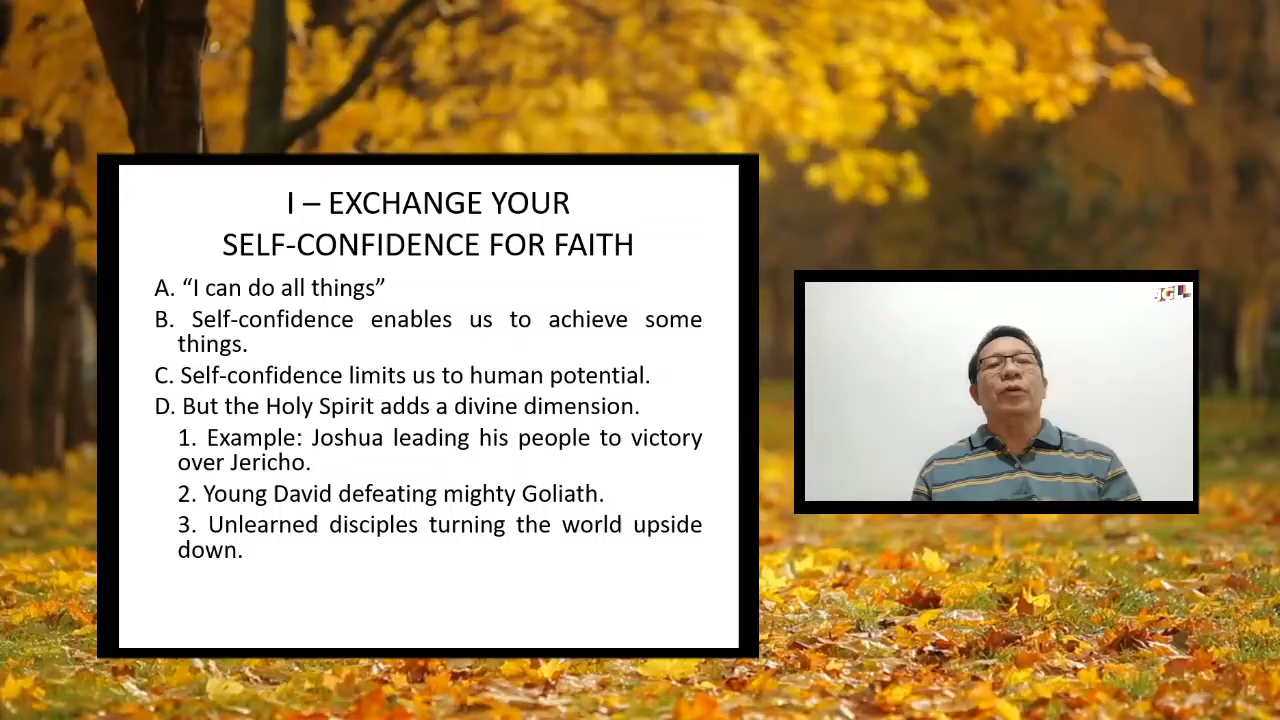 I – EXCHANGE YOUR
SELF-CONFIDENCE FOR FAITH
A. “I can do all things”
B. Self-confidence enables us to achieve some
things.
C. Self-confidence limits us to human potential.
D. But the Holy Spirit adds a divine dimension.
1. Example: Joshua leading his people to victory
over Jericho.
2. Young David defeating mighty Goliath.
3. Unlearned disciples turning the world upside
down.